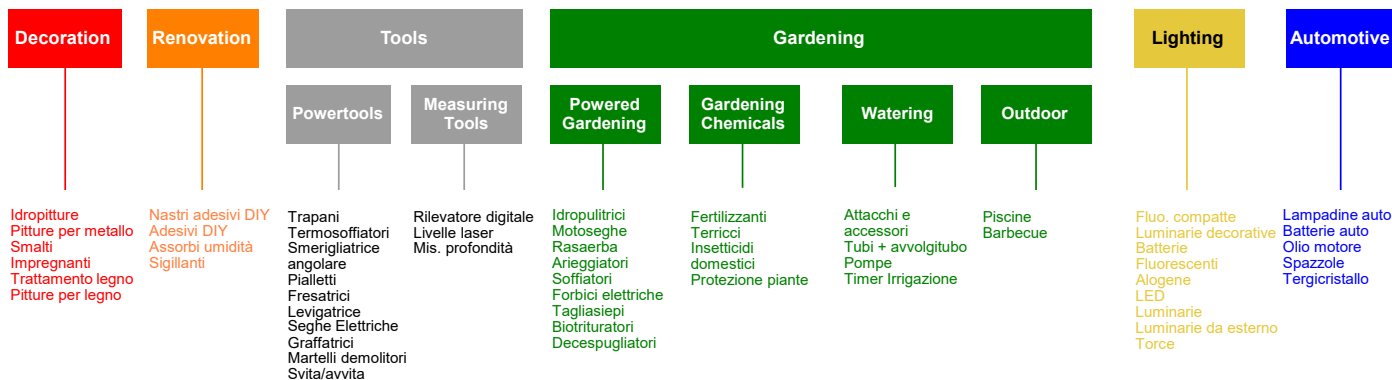 Decoration
Renovation
Tools
Gardening
Lighting
Automotive
Powertools
Measuring
Tools
Powered
Gardening
Gardening
Chemicals
Watering
Outdoor
Idropitture
Pitture per metallo
Smalti
Impregnanti
Trattamento legno
Pitture per legno
Nastri adesivi DIY
Adesivi DIY
Assorbi umidità
Sigillanti
Trapani
Termosoffiatori
Smerigliatrice
angolare
Pialletti
Fresatrici
Levigatrice
Seghe Elettriche
Graffatrici
Martelli demolitori
Svita/avvita
Rilevatore digitale
Livelle laser
Mis. profondità
Idropulitrici
Motoseghe
Rasaerba
Arieggiatori
Soffiatori
Forbici elettriche
Tagliasiepi
Biotrituratori
Decespugliatori
Fertilizzanti
Terricci
Insetticidi
domestici
Protezione piante
Attacchi e
accessori
Tubi + avvolgitubo
Pompe
Timer Irrigazione
Piscine
Barbecue
Fluo. compatte
Luminarie decorative
Batterie
Fluorescenti
Alogene
LED
Luminarie
Luminarie da esterno
Torce
Lampadine auto
Batterie auto
Olio motore
Spazzole
Tergicristallo